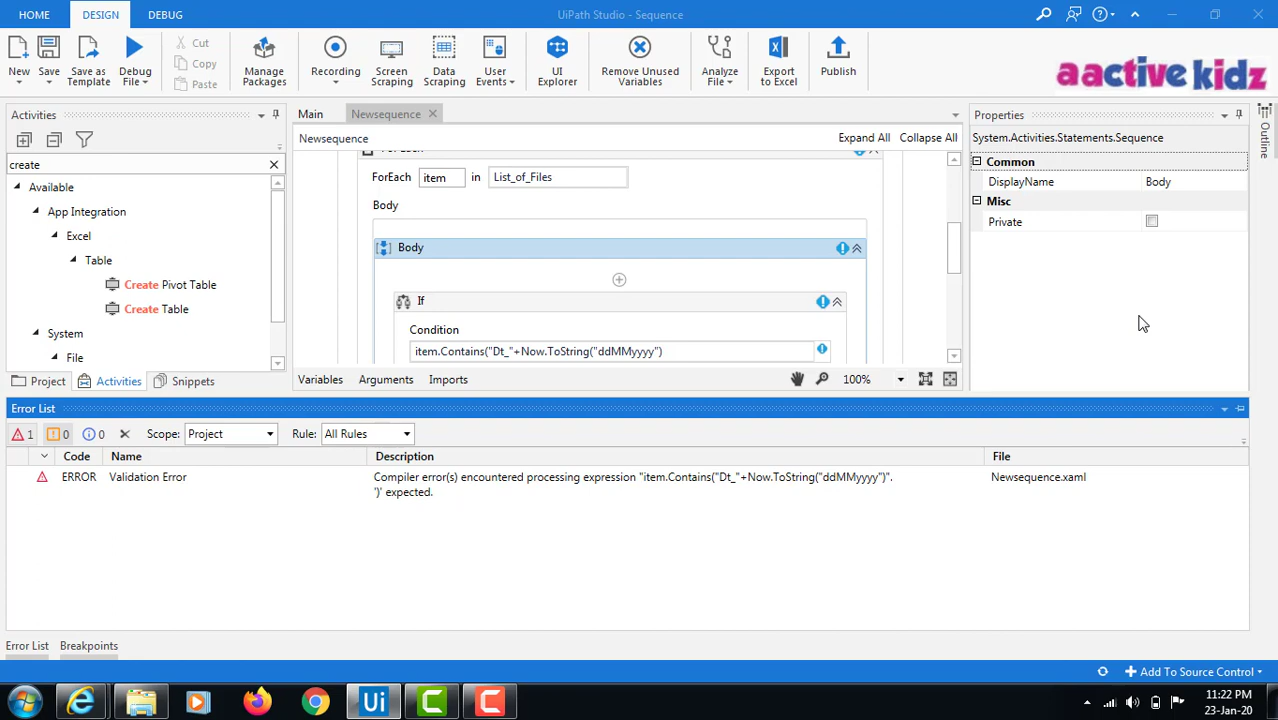 HOME DESIGN DEBUG UiPath Studio - Sequence
New Save Save as Template Debug File Cut Copy Paste Manage Packages Recording Screen Scraping Data Scraping User Events UI Explorer Remove Unused Variables Analyze File Export to Excel Publish
aactive kidz
Activities
create
Available
App Integration
Excel
Table
Create Pivot Table
Create Table
System
File
Project Activities Snippets
Main Newsequence
Newsequence Expand All Collapse All
ForEach
ForEach item in List_of_Files
Body
Body
If
Condition
item.Contains("Dt_"+Now.ToString("ddMMyyyy")
Variables Arguments Imports 100%
Properties
System.Activities.Statements.Sequence
Common
DisplayName Body
Misc
Private
Outline
Error List
1 0 0 Scope: Project Rule: All Rules
Code Name Description File
ERROR Validation Error Compiler error(s) encountered processing expression "item.Contains("Dt_"+Now.ToString("ddMMyyyy")". Newsequence.xaml
')' expected.
Error List Breakpoints
Add To Source Control
Ui C C
11:22 PM
23-Jan-20